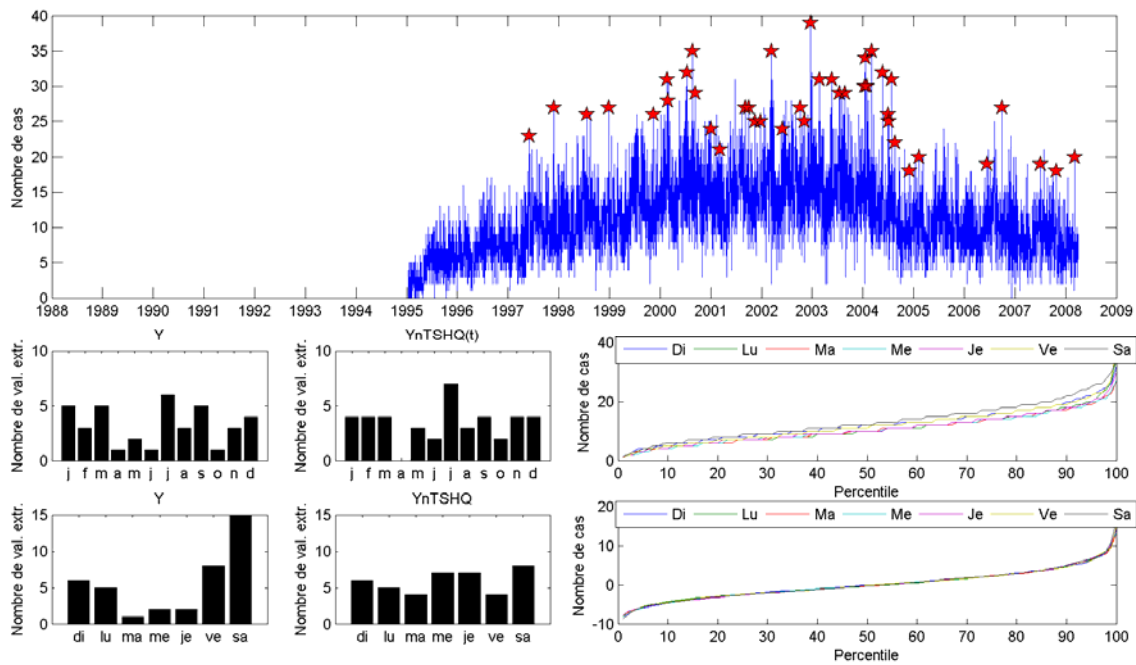 40
35
30
25
20
15
10
5
0
Nombre de cas
1988 1989 1990 1991 1992 1993 1994 1995 1996 1997 1998 1999 2000 2001 2002 2003 2004 2005 2006 2007 2008 2009
Y
10
5
0
Nombre de val. extr.
j f m a m j j a s o n d
YnTSHQ(t)
10
5
0
Nombre de val. extr.
j f m a m j j a s o n d
40
20
0
Nombre de cas
Di Lu Ma Me Je Ve Sa
0 10 20 30 40 50 60 70 80 90 100
Percentile
Y
15
10
5
0
Nombre de val. extr.
di lu ma me je ve sa
YnTSHQ
15
10
5
0
Nombre de val. extr.
di lu ma me je ve sa
20
10
0
-10
Nombre de cas
Di Lu Ma Me Je Ve Sa
0 10 20 30 40 50 60 70 80 90 100
Percentile